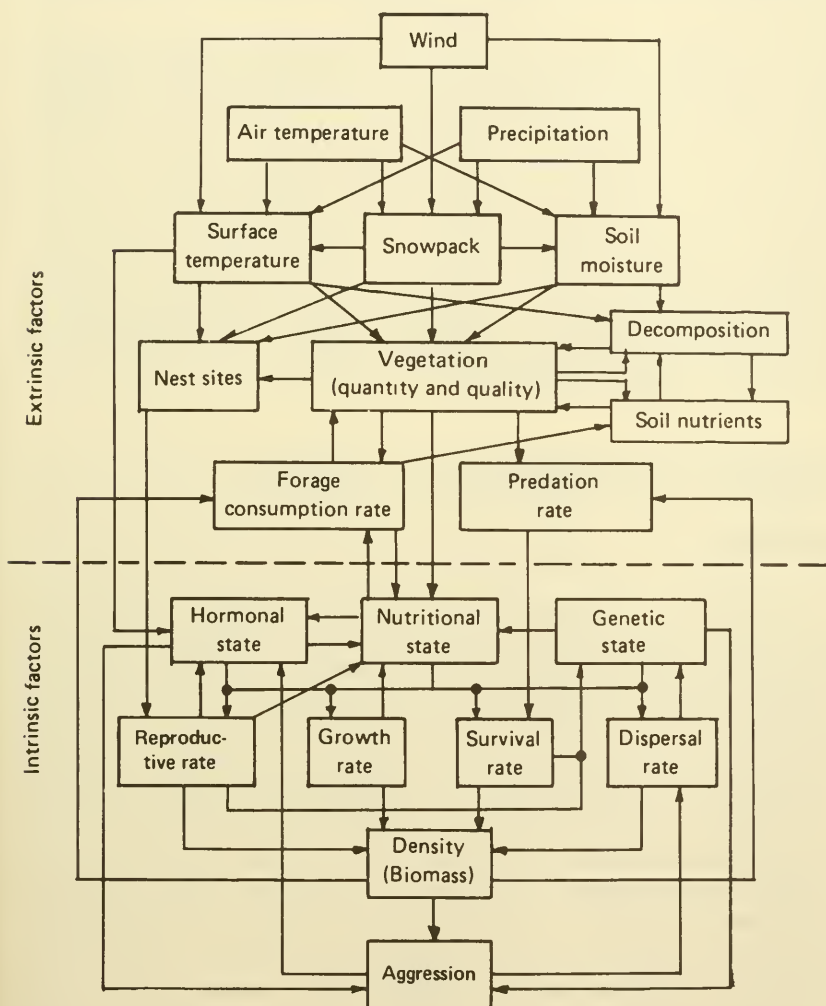 Wind
Air temperature
Precipitation
Surface
temperature
Snowpack
Soil
moisture
Decomposition
Nest sites
Vegetation
(quantity and quality)
Soil nutrients
Forage
consumption rate
Predation
rate
Extrinsic factors
Hormonal
state
Nutritional
state
Genetic
state
Reproduc-
tive rate
Growth
rate
Survival
rate
Dispersal
rate
Density
(Biomass)
Aggression
Intrinsic factors